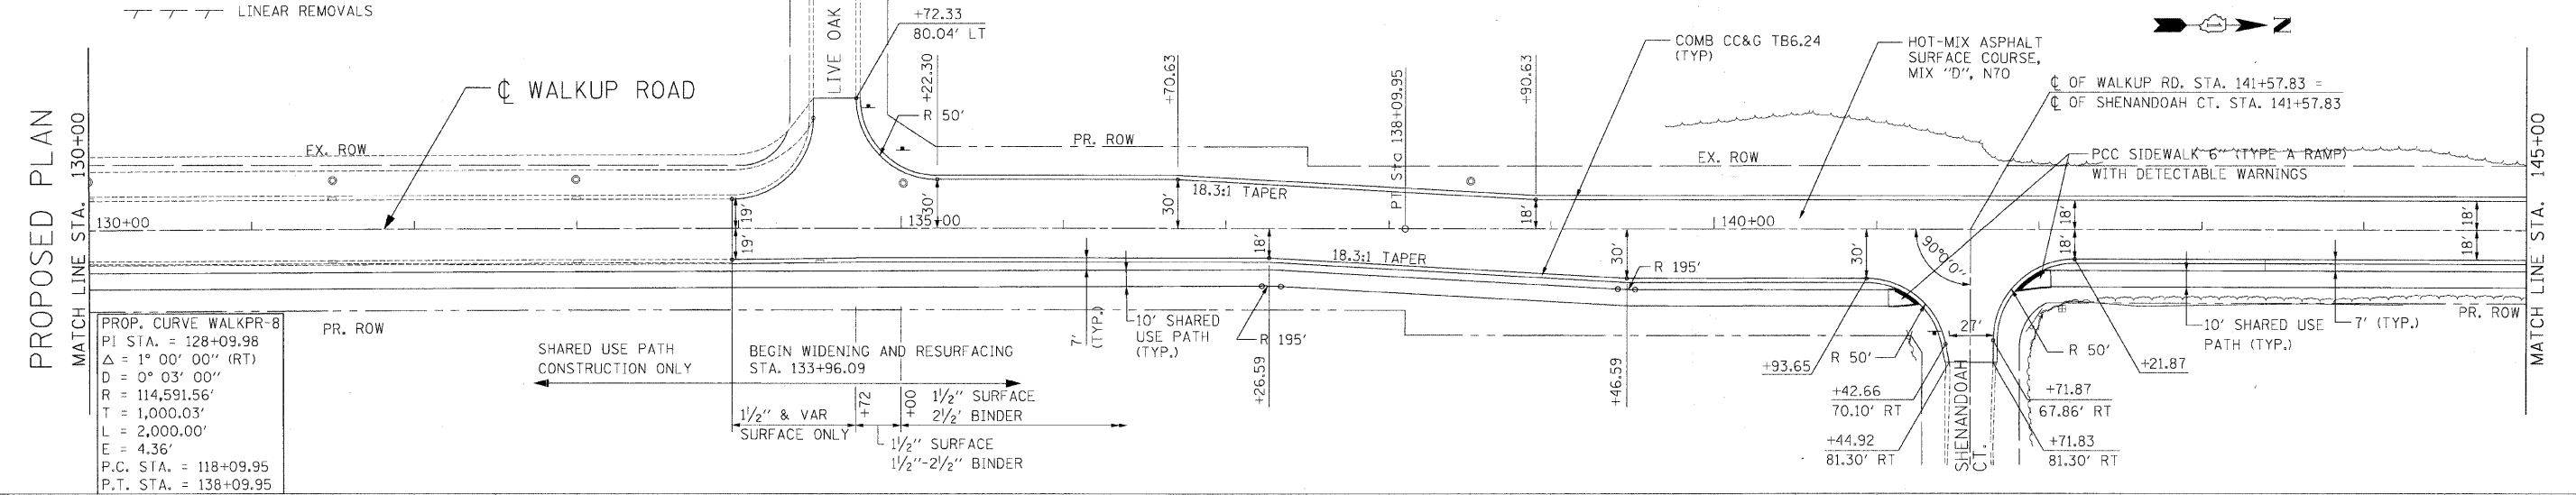 LINEAR REMOVALS
PROPOSED PLAN
MATCH LINE STA. 130+00
℄ WALKUP ROAD
LIVE OAK
+72.33
80.04' LT
+22.30
R 50'
+70.63
PT Sta 138+09.95
+90.63
COMB CC&G TB6.24
(TYP)
HOT-MIX ASPHALT
SURFACE COURSE,
MIX "D", N70
N
℄ OF WALKUP RD. STA. 141+57.83 =
℄ OF SHENANDOAH CT. STA. 141+57.83
EX. ROW
PR. ROW
EX. ROW
PCC SIDEWALK 6" (TYPE A RAMP)
WITH DETECTABLE WARNINGS
MATCH LINE STA. 145+00
18.3:1 TAPER
130+00
19'
19'
30'
135+00
30'
18'
140+00
18'
18'
18'
18'
18'
18.3:1 TAPER
30'
30'
90°0'0"
R 195'
PROP. CURVE WALKPR-8
PI STA. = 128+09.98
Δ = 1° 00' 00" (RT)
D = 0° 03' 00"
R = 114,591.56'
T = 1,000.03'
L = 2,000.00'
E = 4.36'
P.C. STA. = 118+09.95
P.T. STA. = 138+09.95
PR. ROW
SHARED USE PATH
CONSTRUCTION ONLY
BEGIN WIDENING AND RESURFACING
STA. 133+96.09
7'
(TYP.)
10' SHARED
USE PATH
(TYP.)
R 195'
+26.59
+46.59
1½" & VAR
SURFACE ONLY
+72
+00
1½" SURFACE
2½' BINDER
1½" SURFACE
1½"-2½" BINDER
+93.65
R 50'
27'
R 50'
+42.66
70.10' RT
+44.92
81.30' RT
SHENANDOAH
CT.
+71.87
67.86' RT
+71.83
81.30' RT
+21.87
10' SHARED USE
PATH (TYP.)
7' (TYP.)
PR. ROW